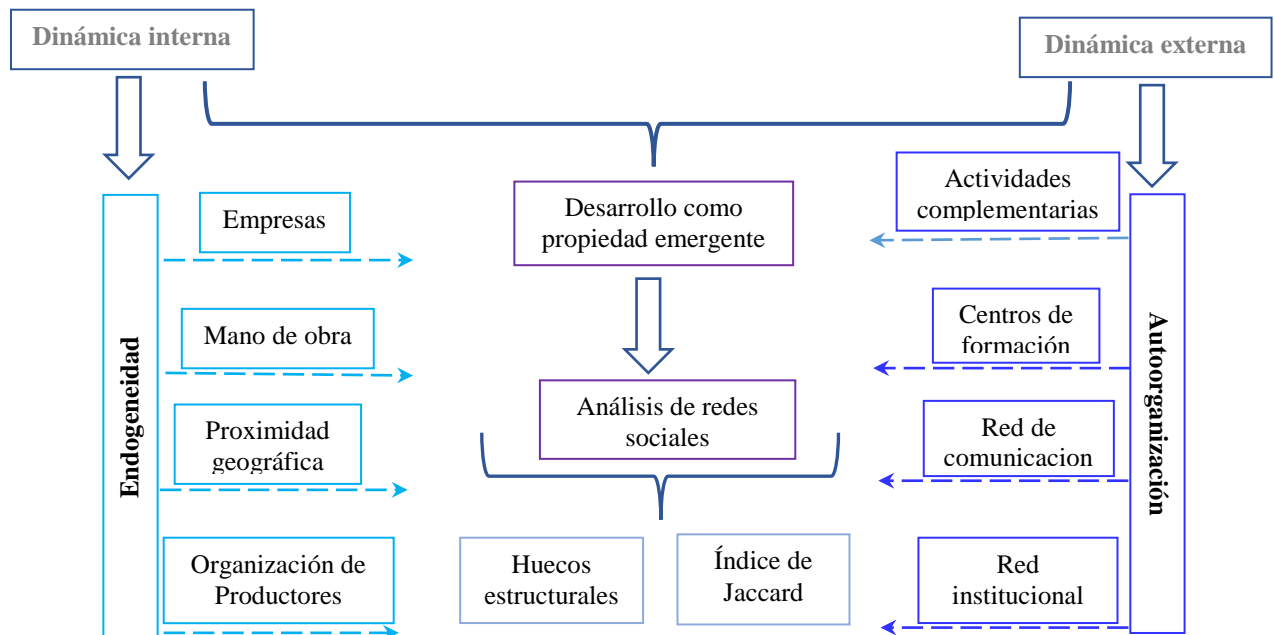 Dinámica interna
Dinámica externa
Endogeneidad
Empresas
Mano de obra
Proximidad
geográfica
Organización de
Productores
Desarrollo como
propiedad emergente
Análisis de redes
sociales
Huecos
estructurales
Índice de
Jaccard
Actividades
complementarias
Centros de
formación
Red de
comunicacion
Red
institucional
Autoorganización